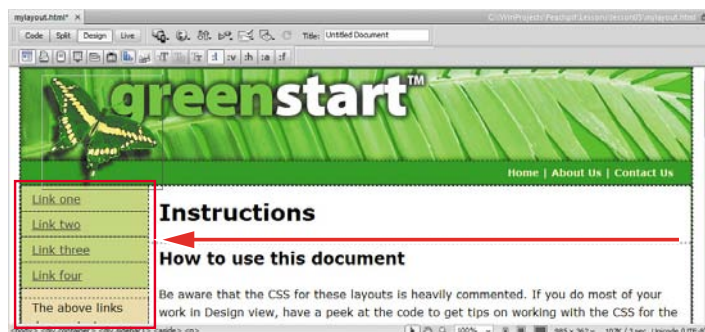 mylayout.html* ×
Code Split Design Live Title: Untitled Document
:l :v :h :a :f
greenstart™
Home | About Us | Contact Us
Link one
Link two
Link three
Link four
The above links
Instructions
How to use this document
Be aware that the CSS for these layouts is heavily commented. If you do most of your
work in Design view, have a peek at the code to get tips on working with the CSS for the
100%